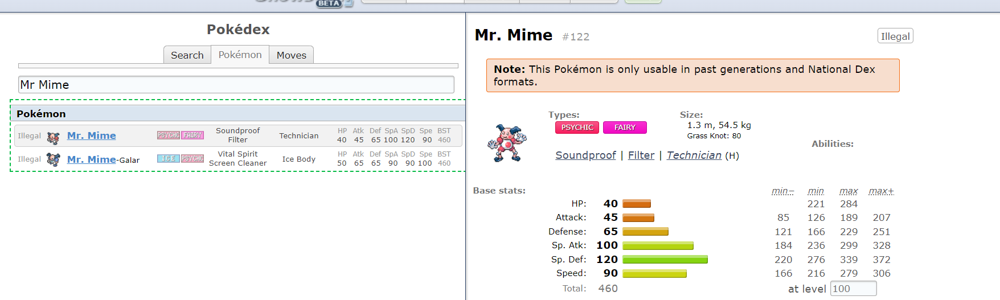 BETA
Pokédex
Search Pokémon Moves
Mr Mime
Pokémon
Illegal Mr. Mime PSYCHC FAIRY Soundproof Filter Technician HP 40 Atk 45 Def 65 SpA 100 SpD 120 Spe 90 BST 460
Illegal Mr. Mime-Galar ICE PSYCHC Vital Spirit Screen Cleaner Ice Body HP 50 Atk 65 Def 65 SpA 90 SpD 90 Spe 100 BST 460
Mr. Mime #122 Illegal
Note: This Pokémon is only usable in past generations and National Dex
formats.
Types:
PSYCHIC FAIRY
Size:
1.3 m, 54.5 kg
Grass Knot: 80
Abilities:
Soundproof | Filter | Technician (H)
Base stats: min− min max max+
HP: 40 221 284
Attack: 45 85 126 189 207
Defense: 65 121 166 229 251
Sp. Atk: 100 184 236 299 328
Sp. Def: 120 220 276 339 372
Speed: 90 166 216 279 306
Total: 460 at level 100